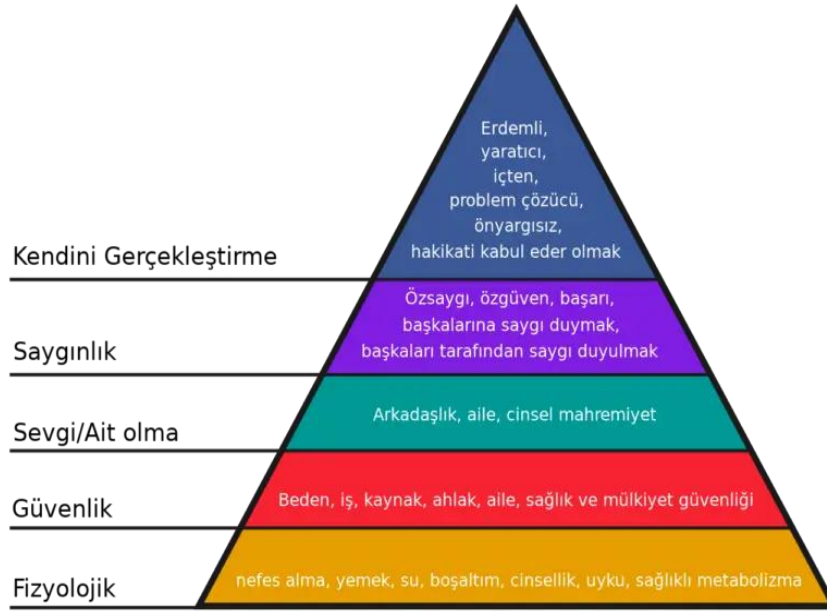 Erdemli,
yaratıcı,
içten,
problem çözücü,
önyargısız,
hakikati kabul eder olmak
Kendini Gerçekleştirme
Özsaygı, özgüven, başarı,
başkalarına saygı duymak,
başkaları tarafından saygı duyulmak
Saygınlık
Arkadaşlık, aile, cinsel mahremiyet
Sevgi/Ait olma
Beden, iş, kaynak, ahlak, aile, sağlık ve mülkiyet güvenliği
Güvenlik
nefes alma, yemek, su, boşaltım, cinsellik, uyku, sağlıklı metabolizma
Fizyolojik